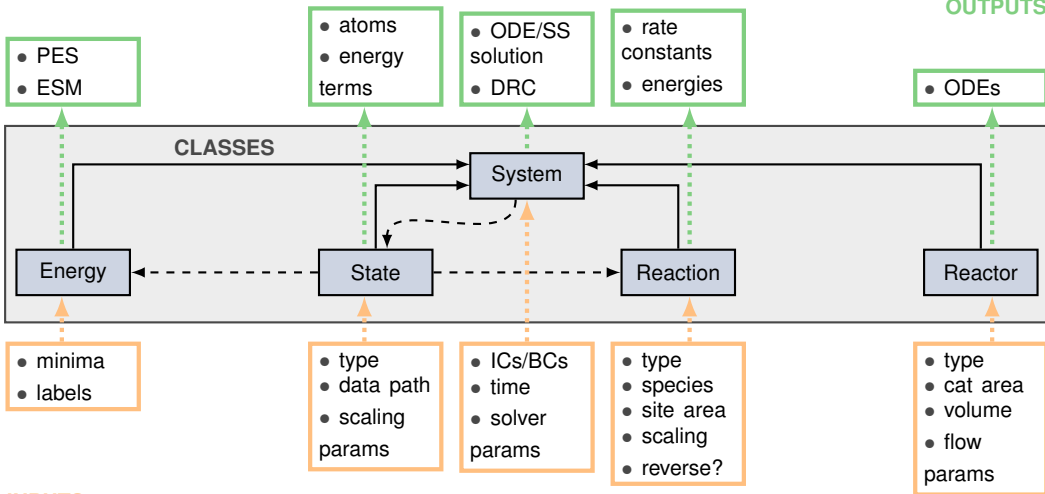 OUTPUTS
● PES
● ESM
● atoms
● energy
terms
● ODE/SS
solution
● DRC
● rate
constants
● energies
● ODEs
CLASSES
System
Energy
State
Reaction
Reactor
● minima
● labels
● type
● data path
● scaling
params
● ICs/BCs
● time
● solver
params
● type
● species
● site area
● scaling
● reverse?
● type
● cat area
● volume
● flow
params